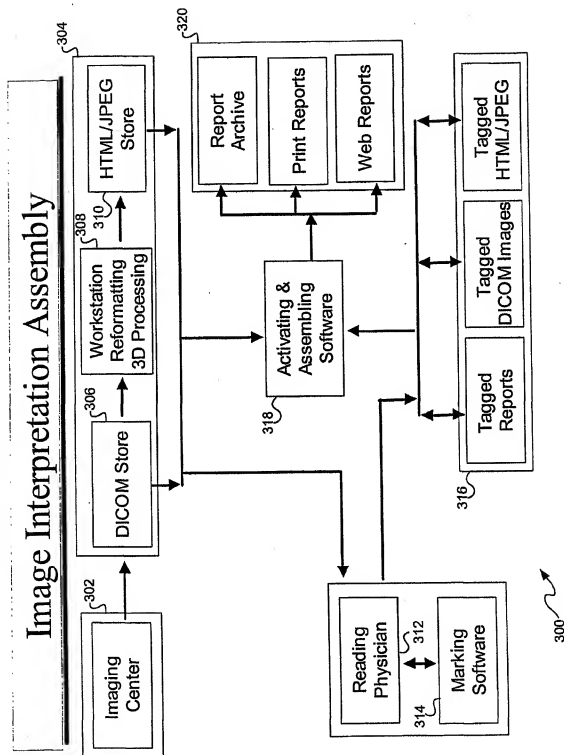 Image Interpretation Assembly
302
Imaging
Center
304
306
DICOM Store
308
Workstation
Reformatting
3D Processing
310
HTML/JPEG
Store
312
Reading
Physician
314
Marking
Software
318
Activating &
Assembling
Software
320
Report
Archive
Print Reports
Web Reports
316
Tagged
Reports
Tagged
DICOM Images
Tagged
HTML/JPEG
300